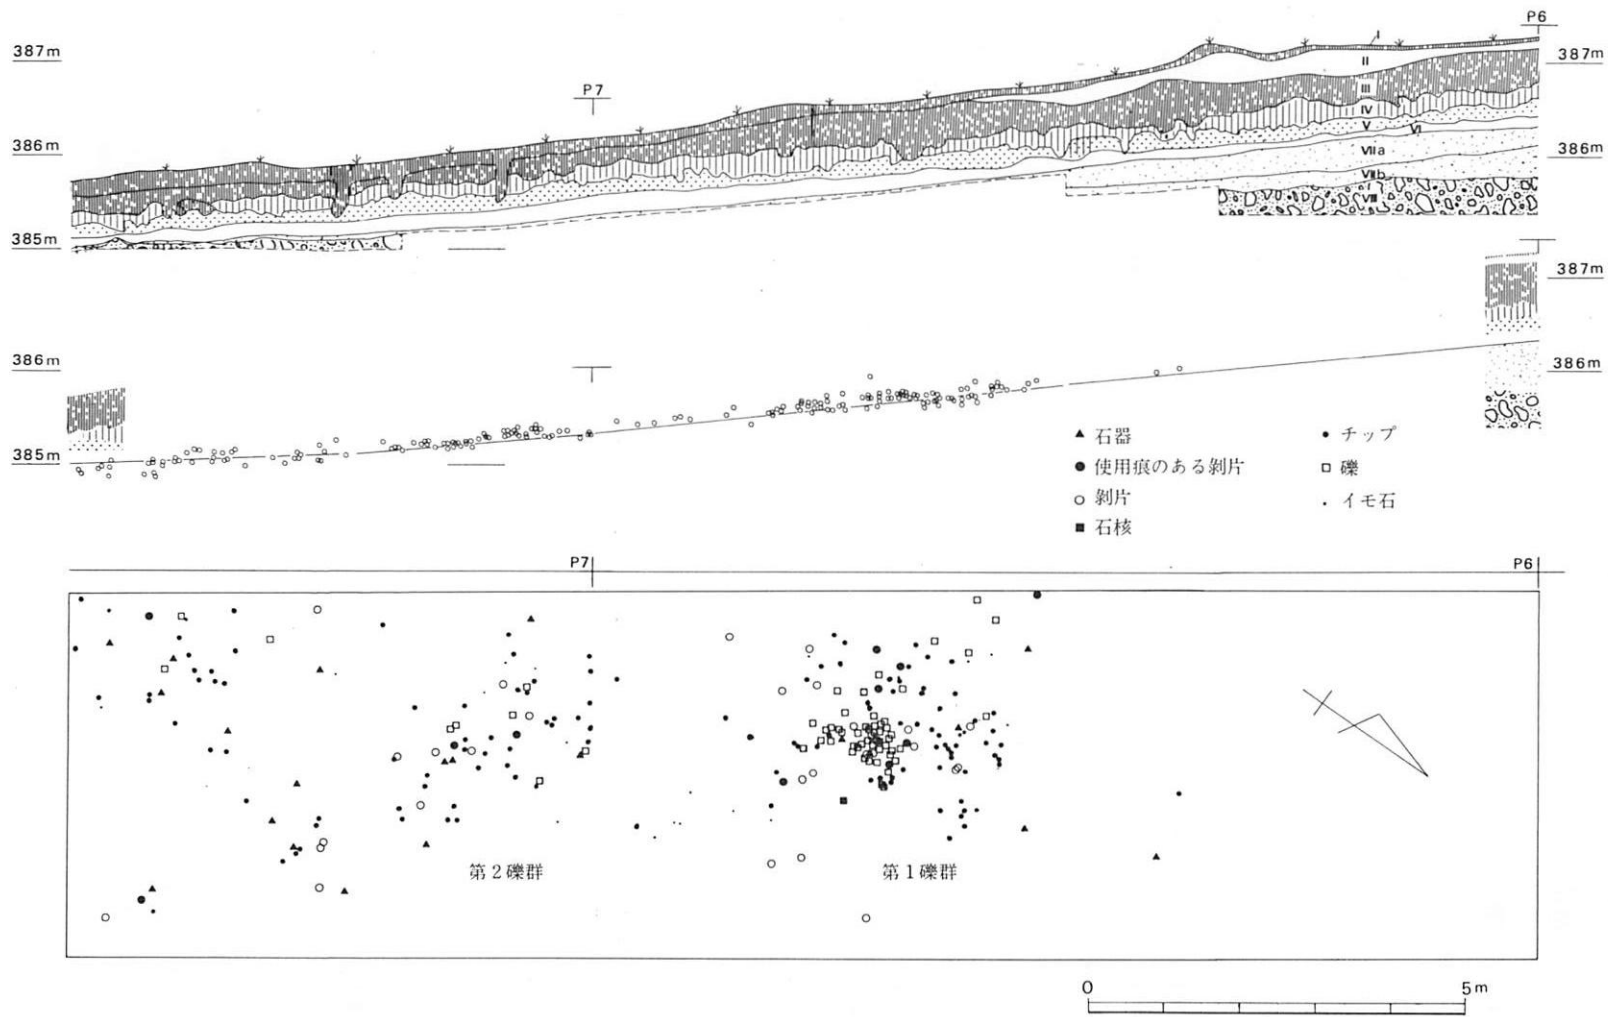 P6
387m
387m
I
II
P7
III
IV
V
VI
386m
386m
VIIa
VIIb
VIII
385m
387m
386m
386m
385m
▲ 石器
● 使用痕のある剝片
○ 剝片
■ 石核
• チップ
□ 礫
・ イモ石
P7
P6
第2礫群
第1礫群
0
5m